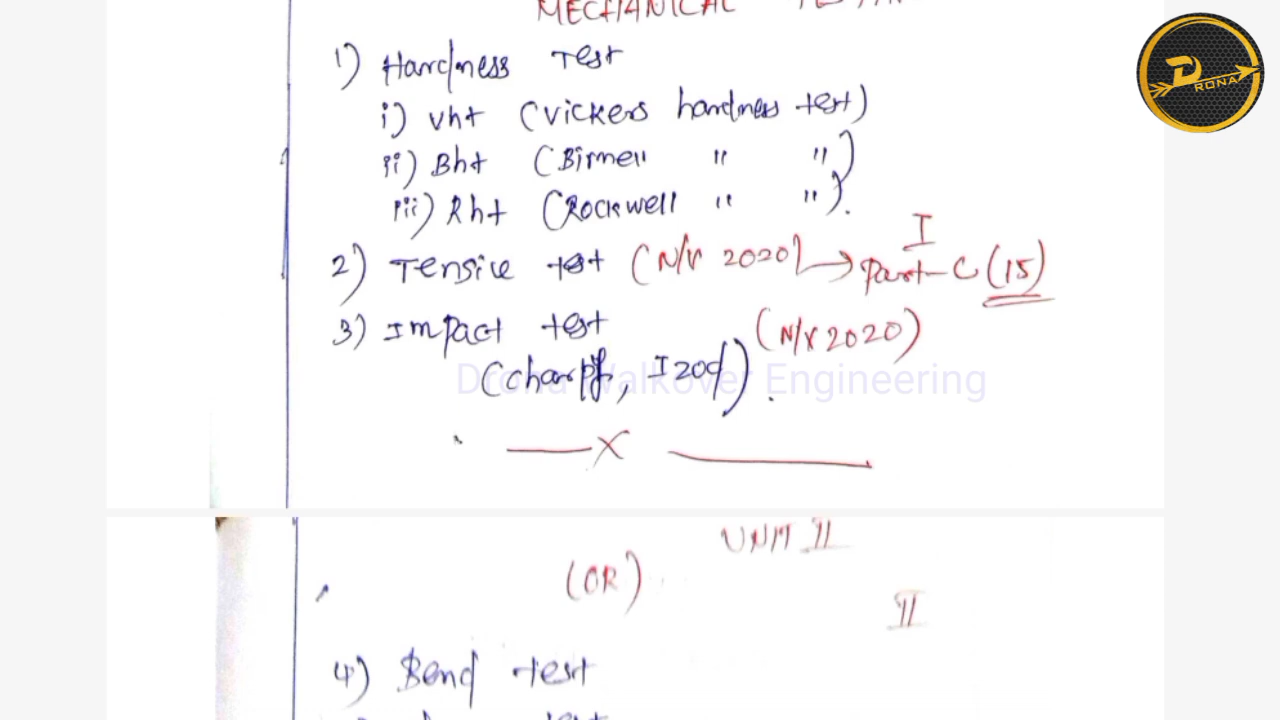 MECHANICAL
1) Hardness Test
i) Vht (Vickers hardness test)
ii) Bht (Birnell " ")
iii) Rht (Rockwell " ").
2) Tensile test (N/V 2020) → I Part-C (15)
3) Impact test (N/V 2020)
(charpy, Izod).
Drona Walkover Engineering
X
UNIT II
(OR)
II
4) Bend test
test
DRONA